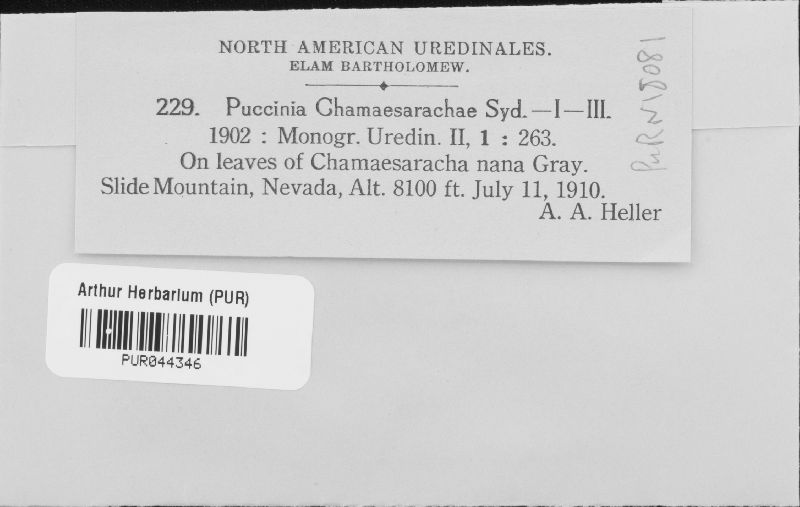 NORTH AMERICAN UREDINALES.
ELAM BARTHOLOMEW.
229. Puccinia Chamaesarachae Syd.—I—III.
1902 : Monogr. Uredin. II, 1 : 263.
On leaves of Chamaesaracha nana Gray.
Slide Mountain, Nevada, Alt. 8100 ft. July 11, 1910.
A. A. Heller
PUR N15081
Arthur Herbarium (PUR)
PUR044346